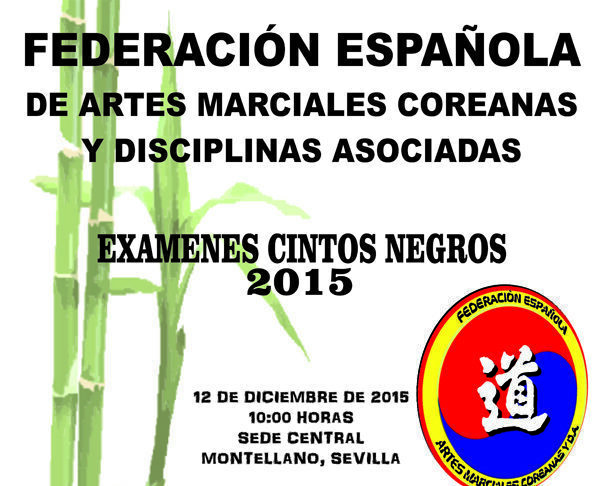 FEDERACIÓN ESPAÑOLA
DE ARTES MARCIALES COREANAS
Y DISCIPLINAS ASOCIADAS
EXAMENES CINTOS NEGROS
2015
12 DE DICIEMBRE DE 2015
10:00 HORAS
SEDE CENTRAL
MONTELLANO, SEVILLA
FEDERACIÓN ESPAÑOLA
道
ARTES MARCIALES COREANAS Y D.A.